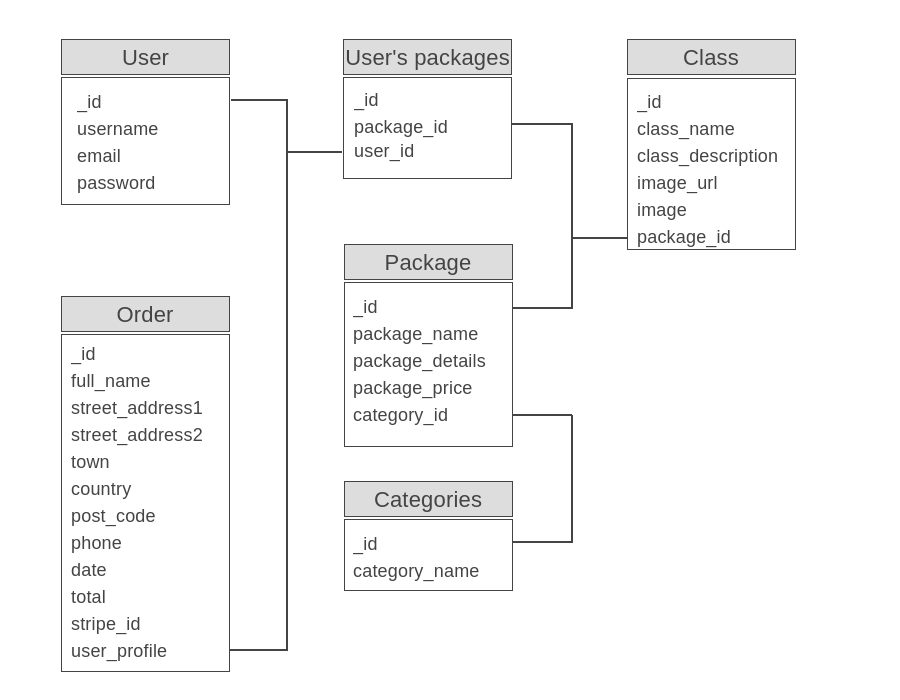 User
_id
username
email
password
User's packages
_id
package_id
user_id
Class
_id
class_name
class_description
image_url
image
package_id
Package
_id
package_name
package_details
package_price
category_id
Order
_id
full_name
street_address1
street_address2
town
country
post_code
phone
date
total
stripe_id
user_profile
Categories
_id
category_name